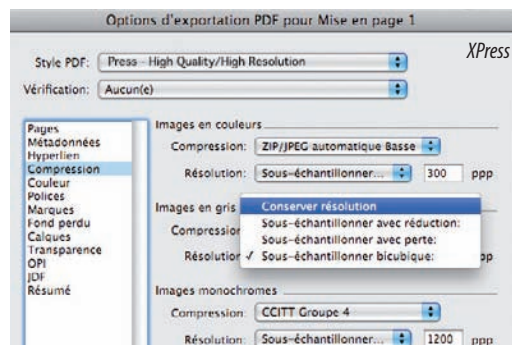 Options d'exportation PDF pour Mise en page 1
XPress
Style PDF: Press - High Quality/High Resolution
Vérification: Aucun(e)
Pages
Métadonnées
Hyperlien
Compression
Couleur
Polices
Marques
Fond perdu
Calques
Transparence
OPI
JDF
Résumé
Images en couleurs
Compression: ZIP/JPEG automatique Basse
Résolution: Sous-échantillonner... 300 ppp
Images en gris
Compression
Résolution
Conserver résolution
Sous-échantillonner avec réduction:
Sous-échantillonner avec perte:
✓ Sous-échantillonner bicubique:
Images monochromes
Compression: CCITT Groupe 4
Résolution: Sous-échantillonner... 1200 ppp